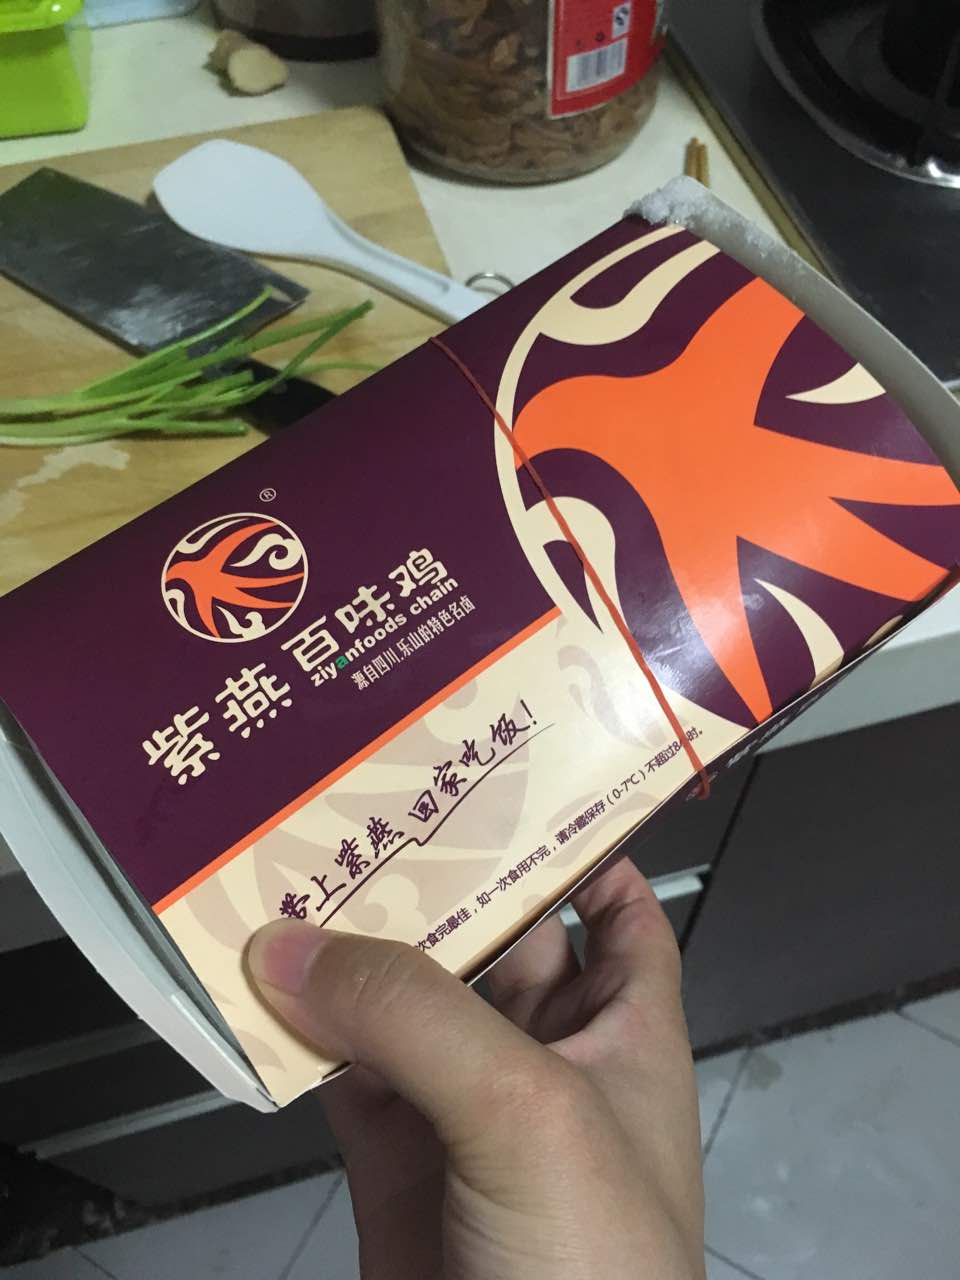 ®
紫燕 百味鸡
ziyanfoods chain
源自四川.乐山的特色名卤
带上紫燕 回家吃饭！
次食完最佳，如一次食用不完，请冷藏保存（0-7℃）不超过8小时。